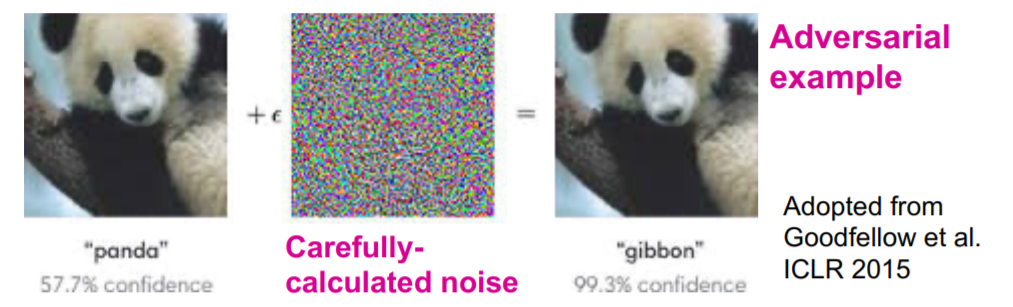 Adversarial
example
+ ϵ
=
Adopted from
Goodfellow et al.
ICLR 2015
“panda”
57.7% confidence
Carefully-
calculated noise
“gibbon”
99.3% confidence